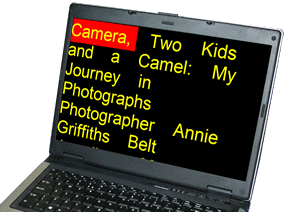 Camera, Two Kids
and a Camel: My
Journey in
Photographs
Photographer Annie
Griffiths Belt